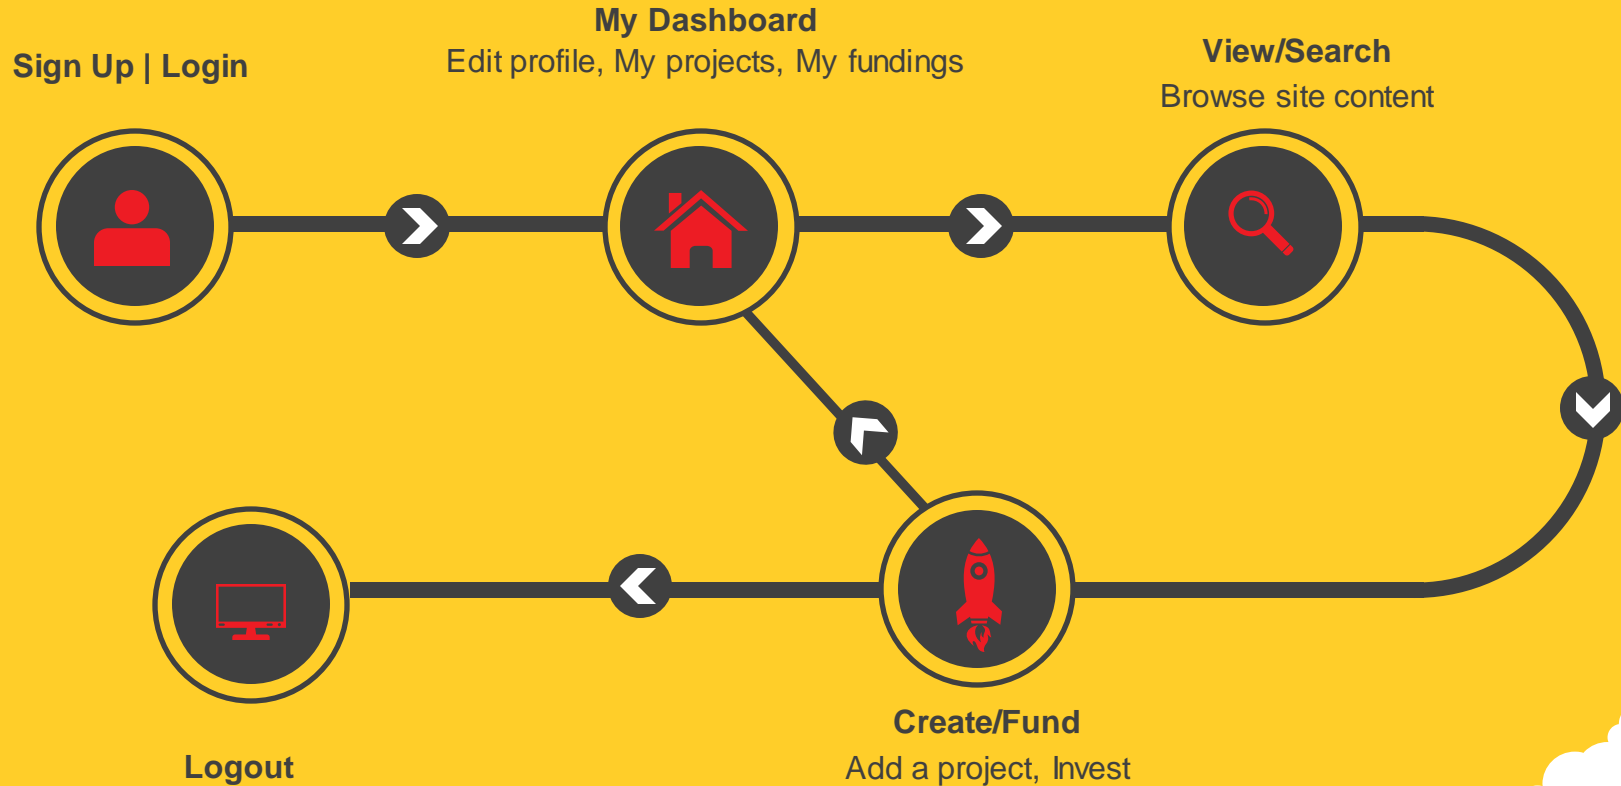 Sign Up | Login
My Dashboard
Edit profile, My projects, My fundings
View/Search
Browse site content
Create/Fund
Add a project, Invest
Logout